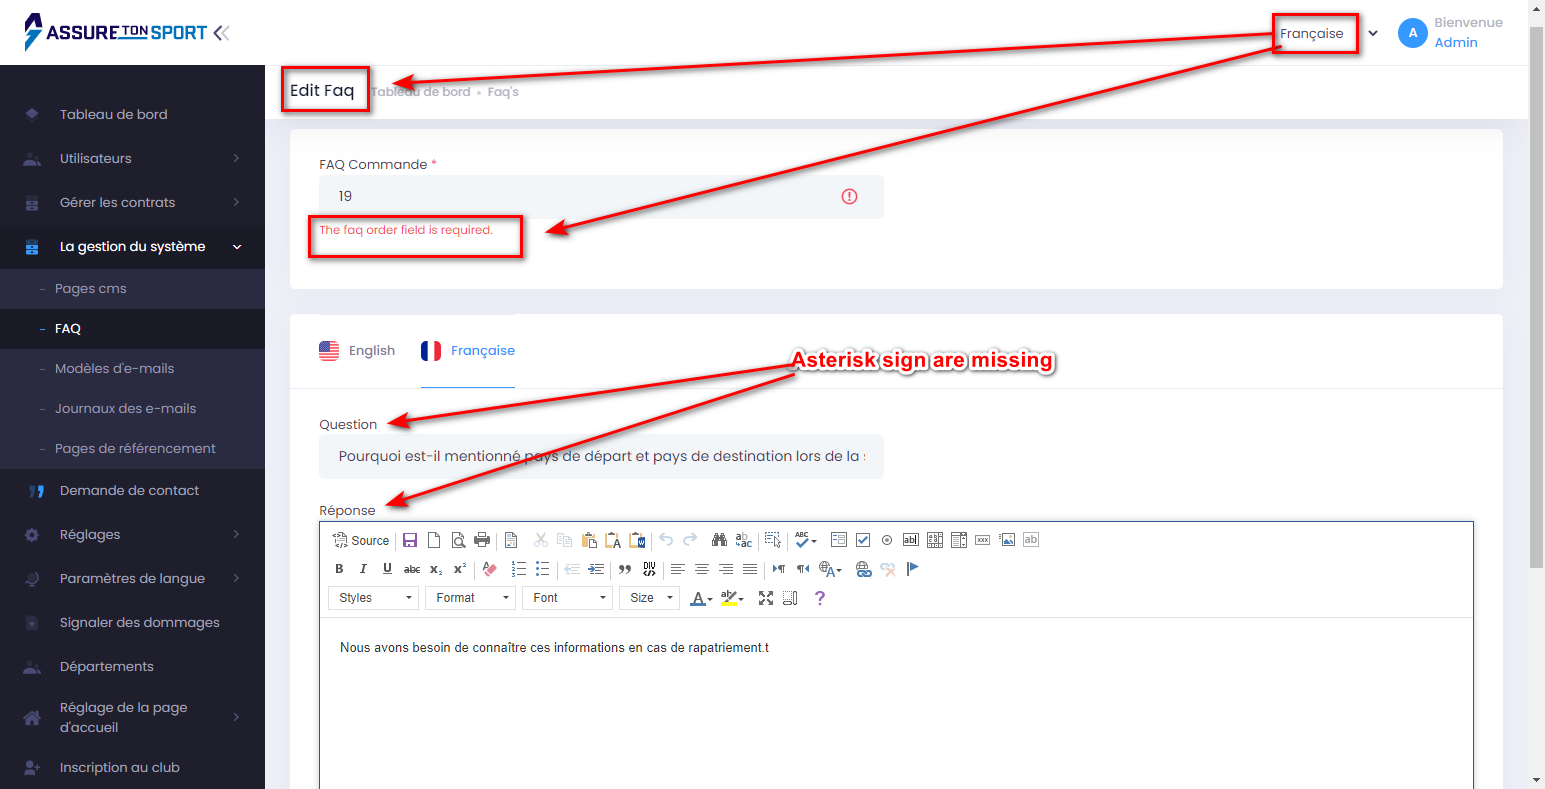 ASSURETONSPORT
Française
A
Bienvenue
Admin
Edit Faq
Tableau de bord
Faq's
Tableau de bord
Utilisateurs
Gérer les contrats
La gestion du système
Pages cms
FAQ
Modèles d'e-mails
Journaux des e-mails
Pages de référencement
Demande de contact
Réglages
Paramètres de langue
Signaler des dommages
Départements
Réglage de la page
d'accueil
Inscription au club
FAQ Commande *
19
The faq order field is required.
English
Française
Asterisk sign are missing
Question
Pourquoi est-il mentionné pays de départ et pays de destination lors de la s
Réponse
Source
B I U abc x₂ x²
Styles Format Font Size A ?
Nous avons besoin de connaître ces informations en cas de rapatriement.t